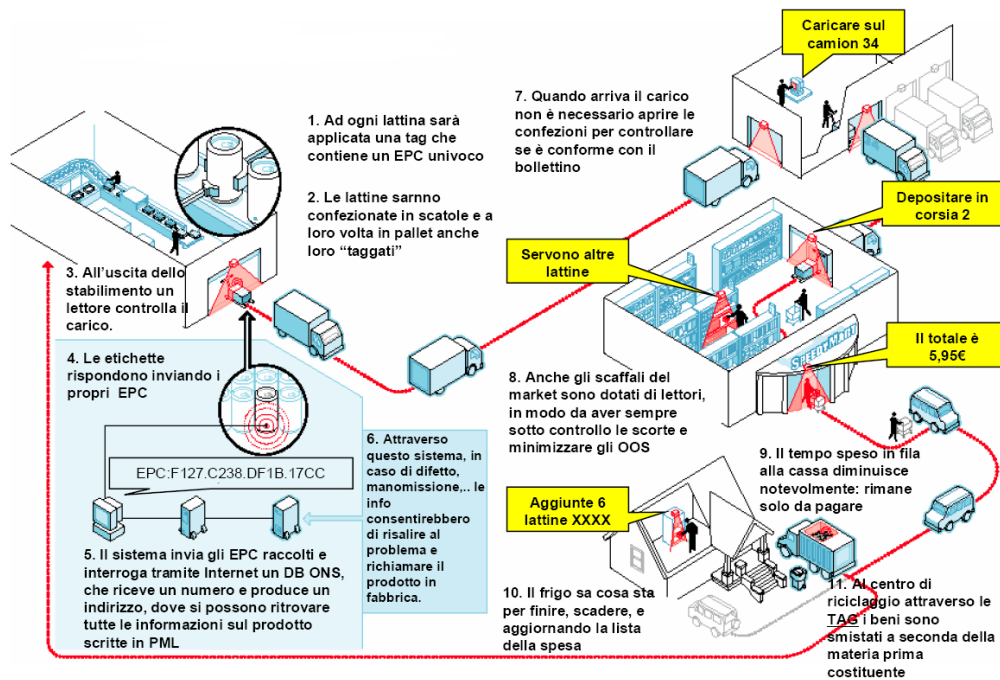 1. Ad ogni lattina sarà
applicata una tag che
contiene un EPC univoco
2. Le lattine sarnno
confezionate in scatole e a
loro volta in pallet anche
loro “taggati”
3. All’uscita dello
stabilimento un
lettore controlla il
carico.
4. Le etichette
rispondono inviando i
propri EPC
EPC:F127.C238.DF1B.17CC
5. Il sistema invia gli EPC raccolti e
interroga tramite Internet un DB ONS,
che riceve un numero e produce un
indirizzo, dove si possono ritrovare
tutte le informazioni sul prodotto
scritte in PML
6. Attraverso
questo sistema, in
caso di difetto,
manomissione,.. le
info
consentirebbero
di risalire al
problema e
richiamare il
prodotto in
fabbrica.
Caricare sul
camion 34
7. Quando arriva il carico
non è necessario aprire le
confezioni per controllare
se è conforme con il
bollettino
Depositare in
corsia 2
Servono altre
lattine
Il totale è
5,95€
SPEEDYMART
8. Anche gli scaffali del
market sono dotati di lettori,
in modo da aver sempre
sotto controllo le scorte e
minimizzare gli OOS
9. Il tempo speso in fila
alla cassa diminuisce
notevolmente: rimane
solo da pagare
Aggiunte 6
lattine XXXX
10. Il frigo sa cosa sta
per finire, scadere, e
aggiornando la lista
della spesa
11. Al centro di
riciclaggio attraverso le
TAG i beni sono
smistati a seconda della
materia prima
costituente